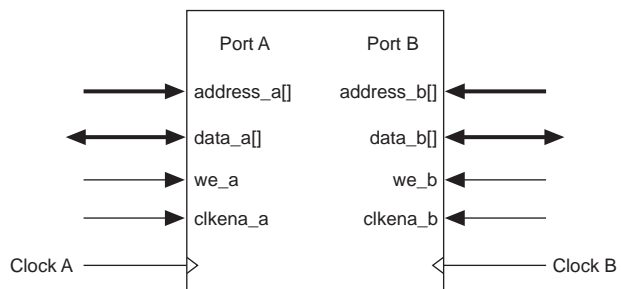 Port A Port B
address_a[] address_b[]
data_a[] data_b[]
we_a we_b
clkena_a clkena_b
Clock A Clock B